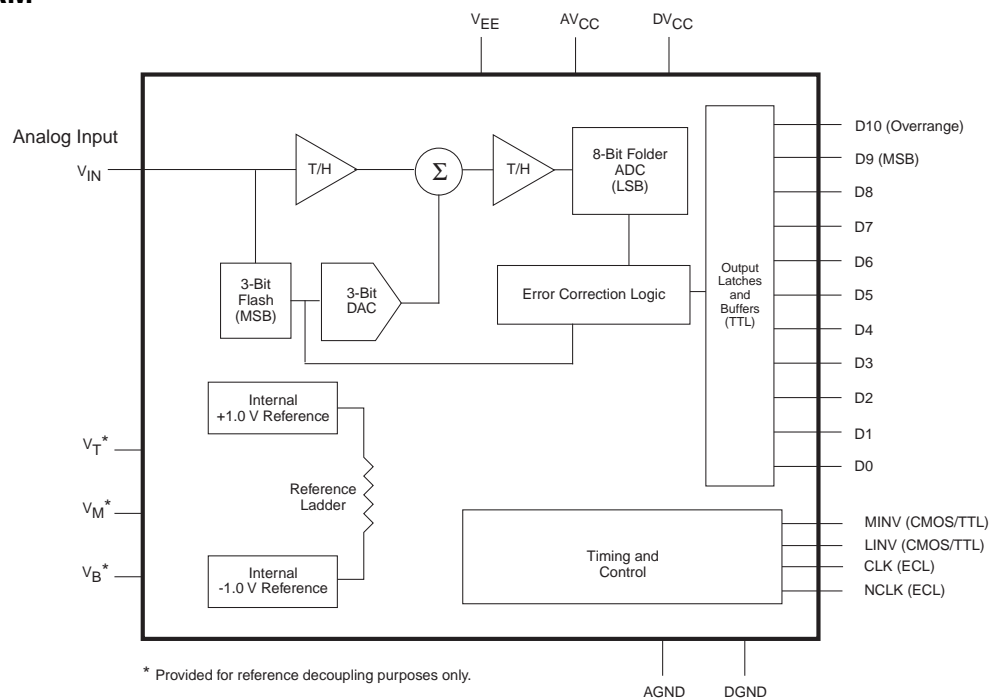 VEE
AVCC
DVCC
Analog Input
VIN
T/H
Σ
T/H
8-Bit Folder
ADC
(LSB)
3-Bit
Flash
(MSB)
3-Bit
DAC
Error Correction Logic
Output
Latches
and
Buffers
(TTL)
D10 (Overrange)
D9 (MSB)
D8
D7
D6
D5
D4
D3
D2
D1
D0
Internal
+1.0 V Reference
Reference
Ladder
Internal
-1.0 V Reference
VT*
VM*
VB*
Timing and
Control
MINV (CMOS/TTL)
LINV (CMOS/TTL)
CLK (ECL)
NCLK (ECL)
* Provided for reference decoupling purposes only.
AGND
DGND